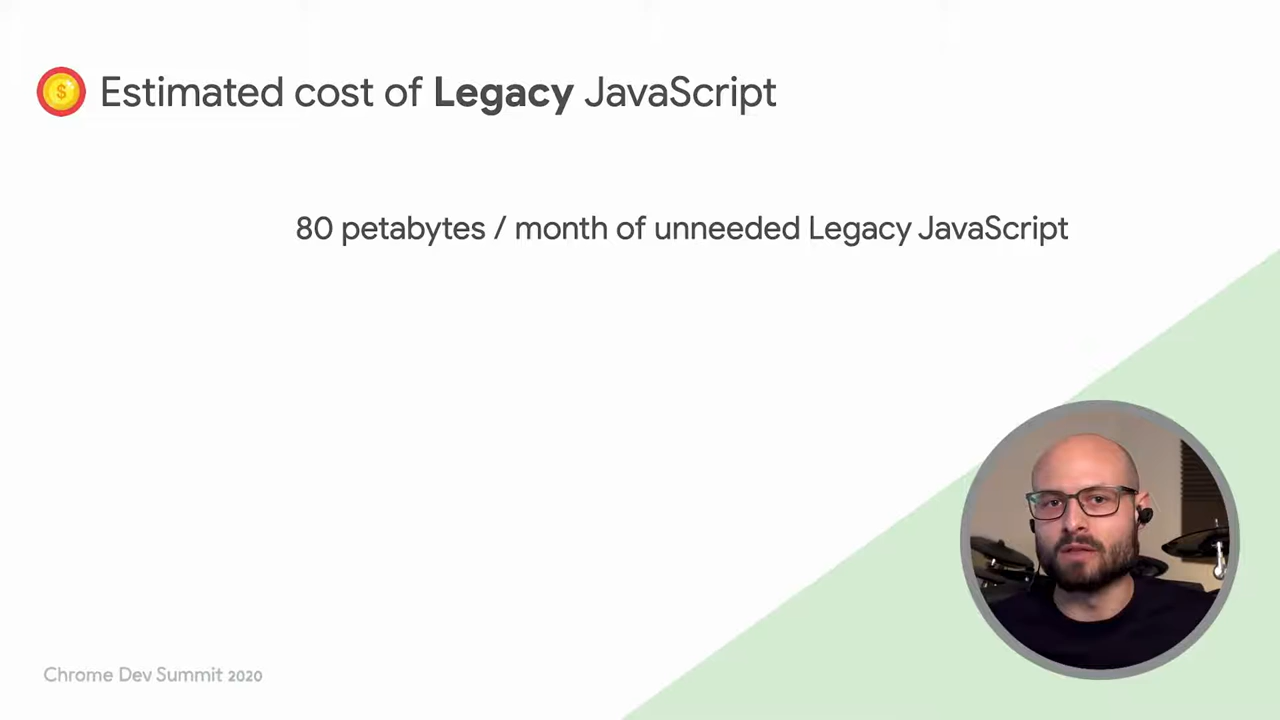 Estimated cost of Legacy JavaScript
80 petabytes / month of unneeded Legacy JavaScript
Chrome Dev Summit 2020